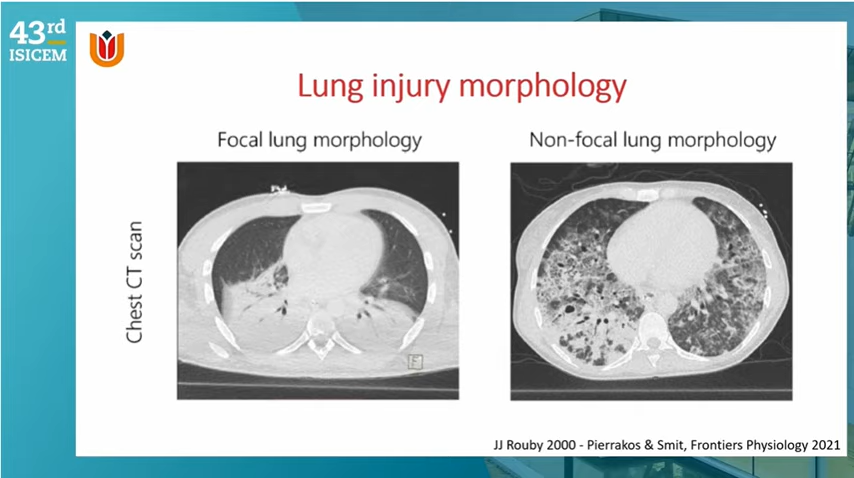 43rd
ISICEM
Lung injury morphology
Focal lung morphology
Non-focal lung morphology
Chest CT scan
JJ Rouby 2000 - Pierrakos & Smit, Frontiers Physiology 2021